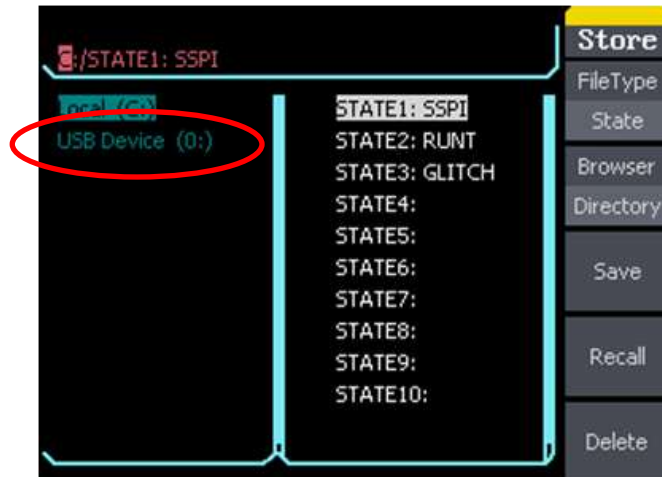 C:/STATE1: SSPI
Local (C:)
USB Device (0:)
STATE1: SSPI
STATE2: RUNT
STATE3: GLITCH
STATE4:
STATE5:
STATE6:
STATE7:
STATE8:
STATE9:
STATE10:
Store
FileType
State
Browser
Directory
Save
Recall
Delete